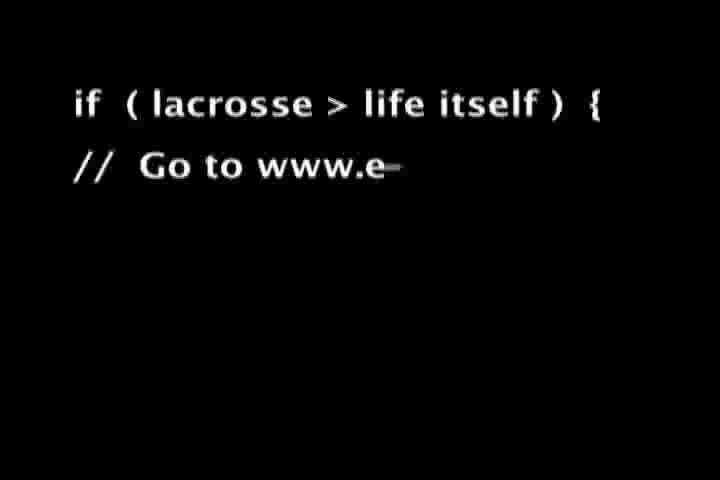 if ( lacrosse > life itself ) {
// Go to www.e-